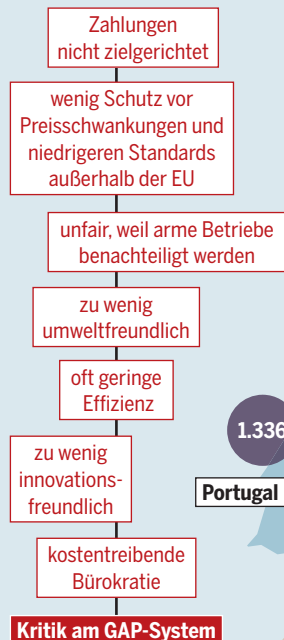 Zahlungen
nicht zielgerichtet
wenig Schutz vor
Preisschwankungen und
niedrigeren Standards
außerhalb der EU
unfair, weil arme Betriebe
benachteiligt werden
zu wenig
umweltfreundlich
oft geringe
Effizienz
zu wenig
innovations-
freundlich
kostentreibende
Bürokratie
Kritik am GAP-System
1.336
Portugal